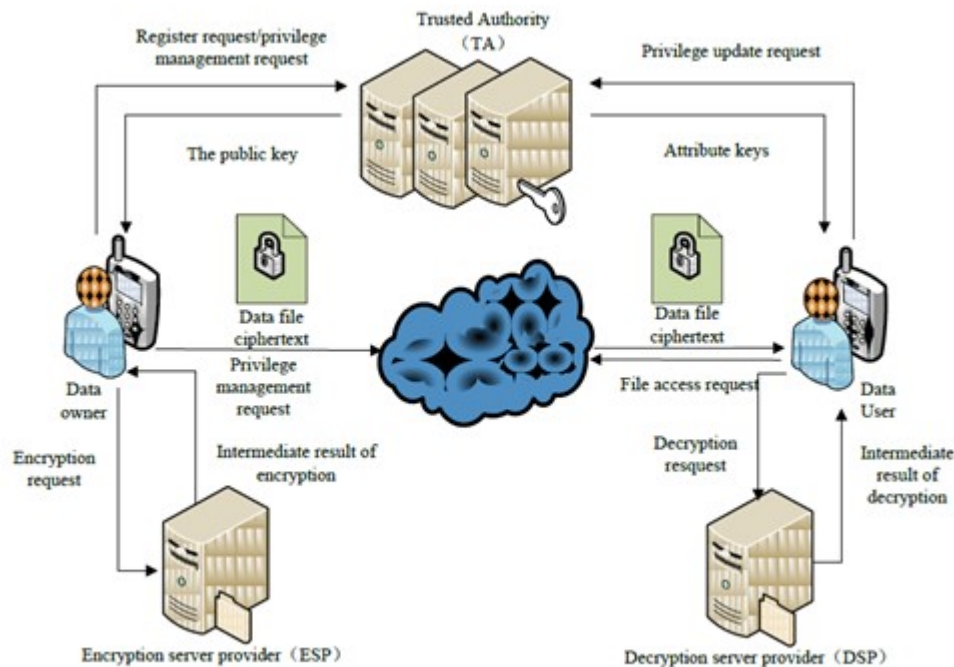 Trusted Authority
（TA）
Register request/privilege
management request
Privilege update request
The public key
Attribute keys
Data file
ciphertext
Data file
ciphertext
Privilege
management
request
File access request
Data
owner
Data
User
Encryption
request
Intermediate result of
encryption
Decryption
resquest
Intermediate
result of
decryption
Encryption server provider（ESP）
Decryption server provider（DSP）